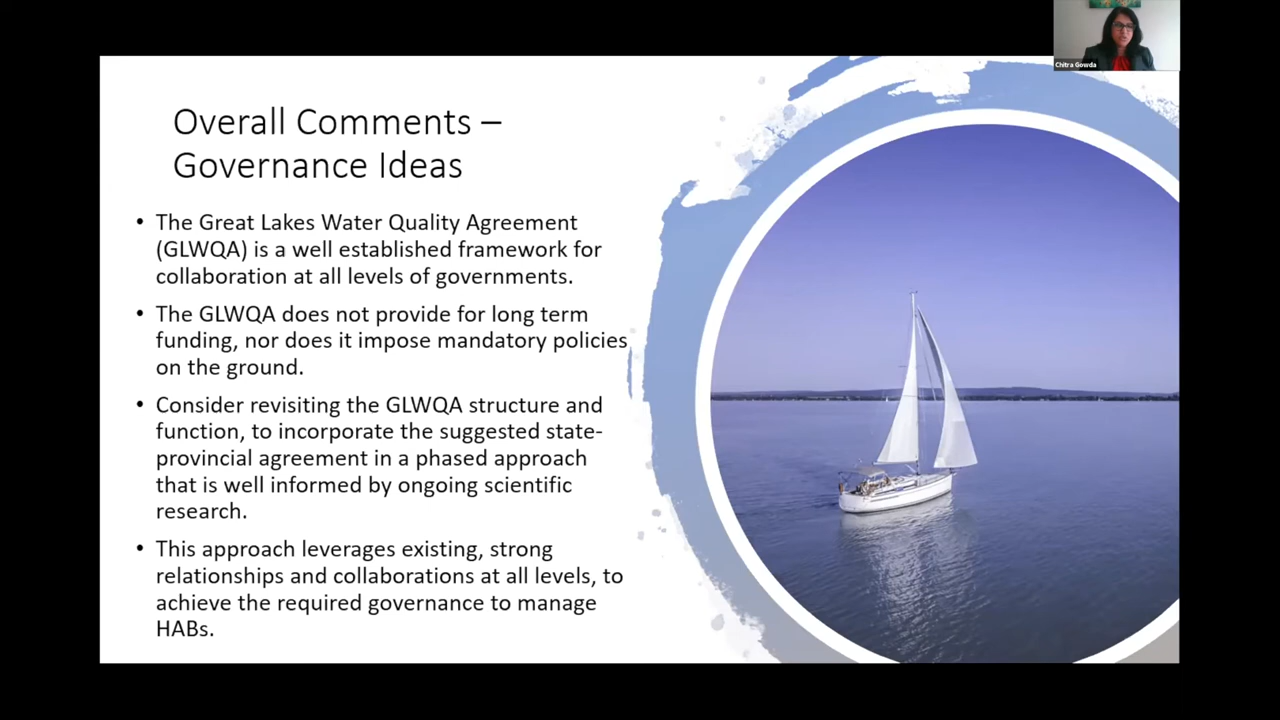 Chitra Gowda
Overall Comments –
Governance Ideas
• The Great Lakes Water Quality Agreement
(GLWQA) is a well established framework for
collaboration at all levels of governments.
• The GLWQA does not provide for long term
funding, nor does it impose mandatory policies
on the ground.
• Consider revisiting the GLWQA structure and
function, to incorporate the suggested state-
provincial agreement in a phased approach
that is well informed by ongoing scientific
research.
• This approach leverages existing, strong
relationships and collaborations at all levels, to
achieve the required governance to manage
HABs.